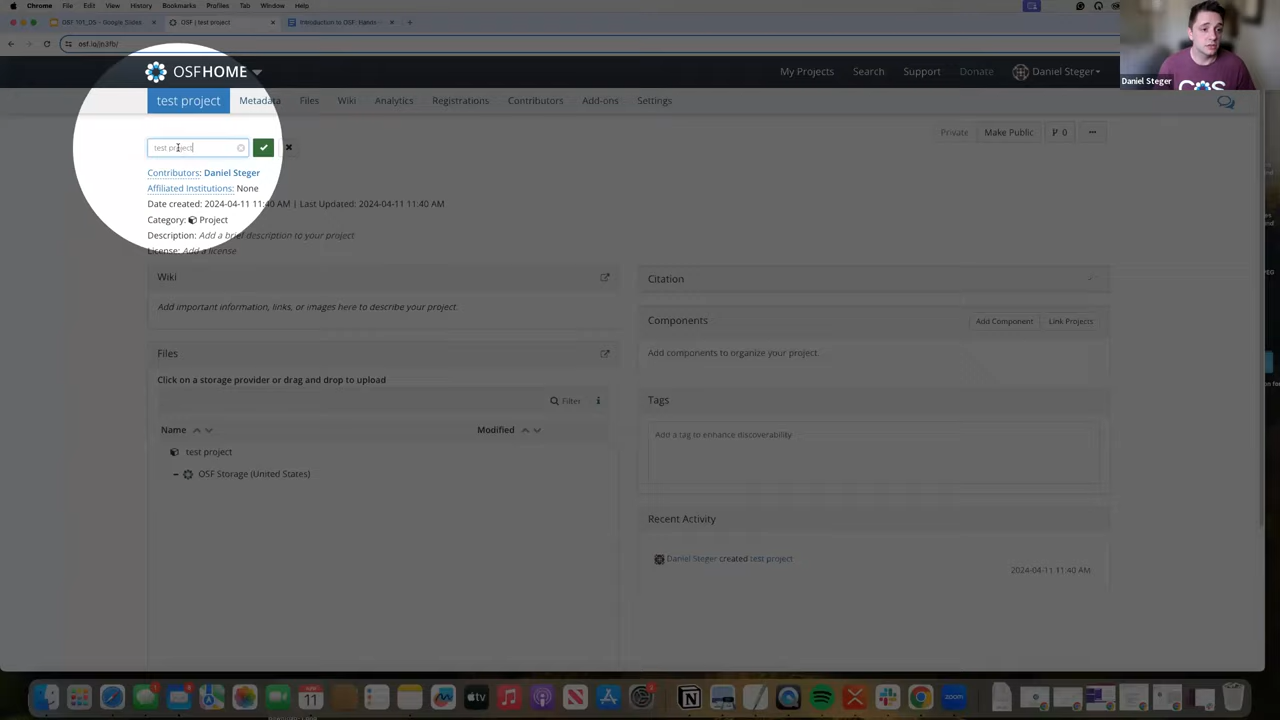 Chrome File Edit View History Bookmarks Profiles Tab Window Help
OSF 101_DS - Google Slides
OSF | test project
Introduction to OSF: Hands-
osf.io/jn3fb/
OSFHOME
My Projects
Search
Support
Donate
Daniel Steger
Daniel Steger
COS
test project
Metadata
Files
Wiki
Analytics
Registrations
Contributors
Add-ons
Settings
test project
Private
Make Public
0
Contributors: Daniel Steger
Affiliated Institutions: None
Date created: 2024-04-11 11:40 AM | Last Updated: 2024-04-11 11:40 AM
Category: Project
Description: Add a brief description to your project
License: Add a license
Wiki
Add important information, links, or images here to describe your project.
Files
Click on a storage provider or drag and drop to upload
Filter
Name
Modified
test project
OSF Storage (United States)
Citation
Components
Add Component
Link Projects
Add components to organize your project.
Tags
Add a tag to enhance discoverability
Recent Activity
Daniel Steger created test project
2024-04-11 11:40 AM
APR
11
tv
zoom